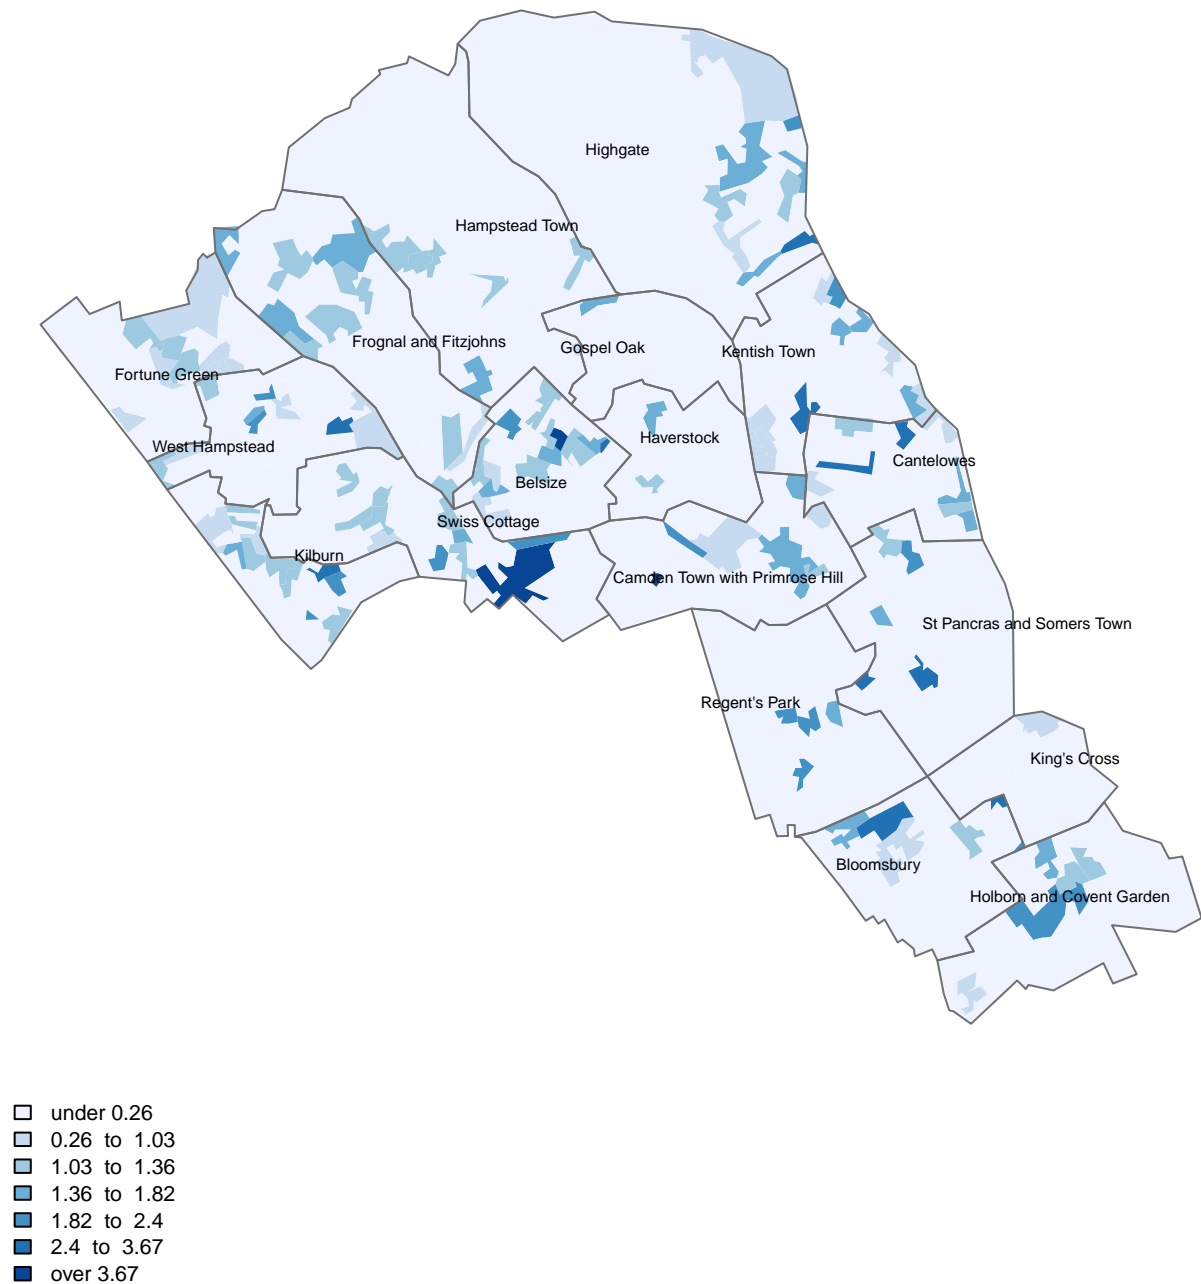 Highgate
Hampstead Town
Frognal and Fitzjohns
Gospel Oak
Kentish Town
Fortune Green
West Hampstead
Haverstock
Cantelowes
Belsize
Swiss Cottage
Kilburn
Camden Town with Primrose Hill
St Pancras and Somers Town
Regent's Park
King's Cross
Bloomsbury
Holborn and Covent Garden
under 0.26
0.26 to 1.03
1.03 to 1.36
1.36 to 1.82
1.82 to 2.4
2.4 to 3.67
over 3.67